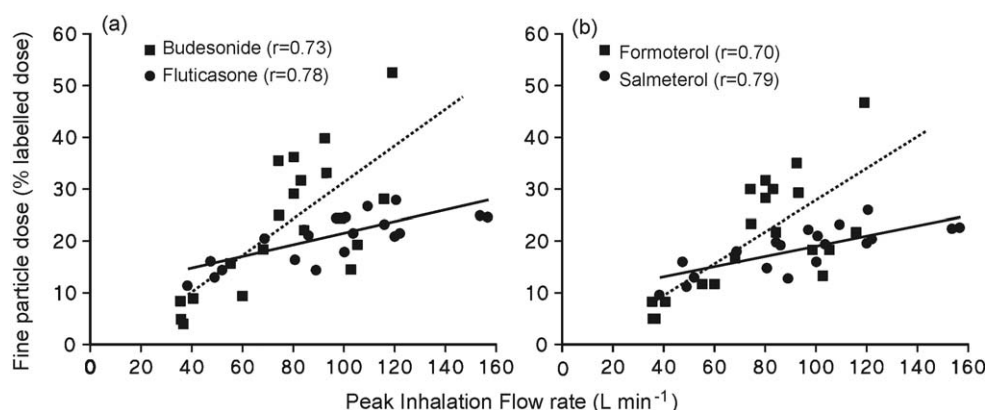 (a)
Budesonide (r=0.73)
Fluticasone (r=0.78)
(b)
Formoterol (r=0.70)
Salmeterol (r=0.79)
Fine particle dose (% labelled dose)
60
50
40
30
20
10
0
0 20 40 60 80 100 120 140 160
60
50
40
30
20
10
0
0 20 40 60 80 100 120 140 160
Peak Inhalation Flow rate (L min⁻¹)